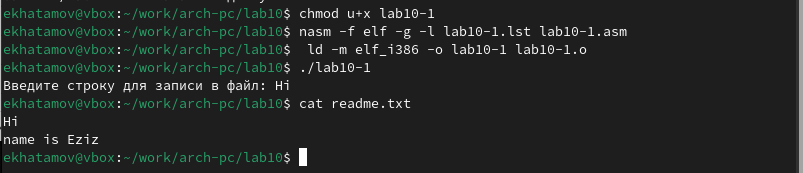 ekhatamov@vbox:~/work/arch-pc/lab10$ chmod u+x lab10-1
ekhatamov@vbox:~/work/arch-pc/lab10$ nasm -f elf -g -l lab10-1.lst lab10-1.asm
ekhatamov@vbox:~/work/arch-pc/lab10$  ld -m elf_i386 -o lab10-1 lab10-1.o
ekhatamov@vbox:~/work/arch-pc/lab10$ ./lab10-1
Введите строку для записи в файл: Hi
ekhatamov@vbox:~/work/arch-pc/lab10$ cat readme.txt
Hi
name is Eziz
ekhatamov@vbox:~/work/arch-pc/lab10$